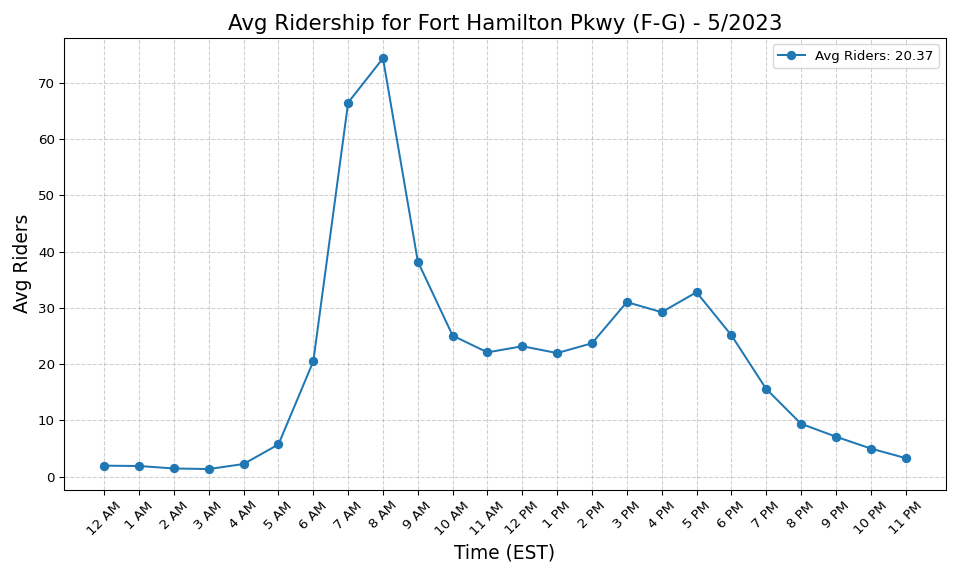 Avg Ridership for Fort Hamilton Pkwy (F-G) - 5/2023
Avg Riders: 20.37
Avg Riders
70
60
50
40
30
20
10
0
12 AM 1 AM 2 AM 3 AM 4 AM 5 AM 6 AM 7 AM 8 AM 9 AM 10 AM 11 AM 12 PM 1 PM 2 PM 3 PM 4 PM 5 PM 6 PM 7 PM 8 PM 9 PM 10 PM 11 PM
Time (EST)